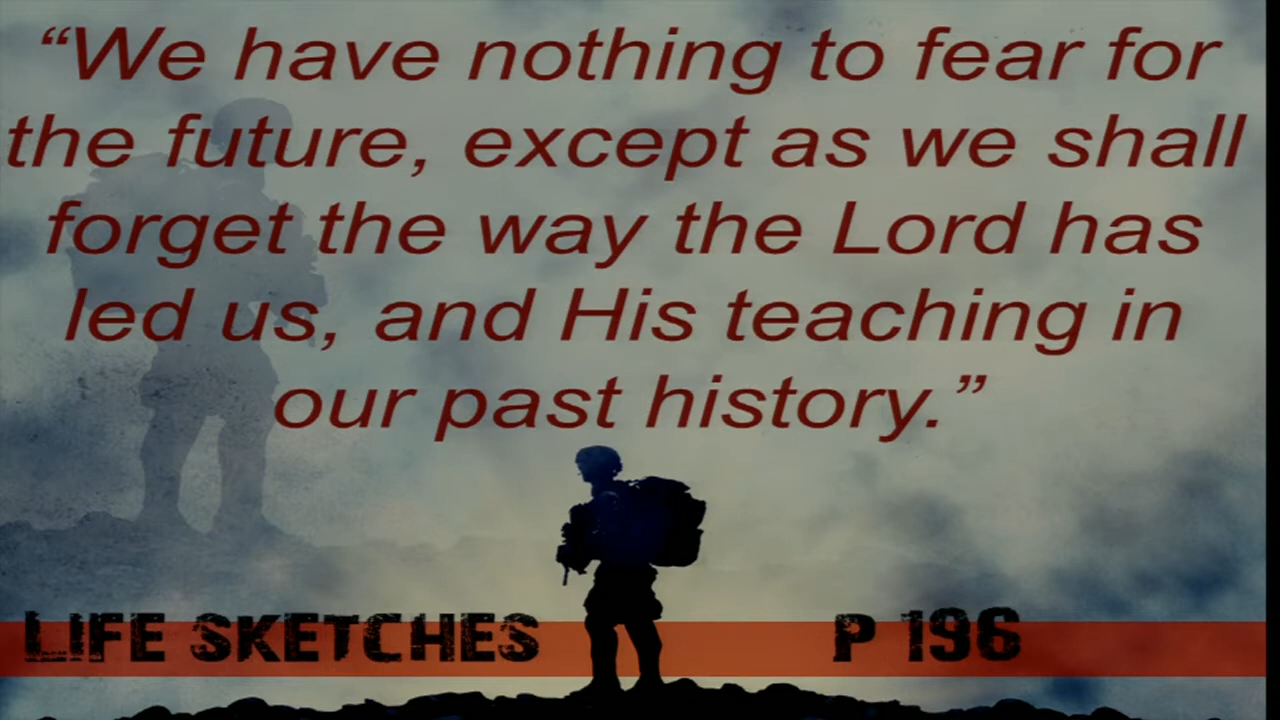 “We have nothing to fear for
the future, except as we shall
forget the way the Lord has
led us, and His teaching in
our past history.”
LIFE SKETCHES P 196